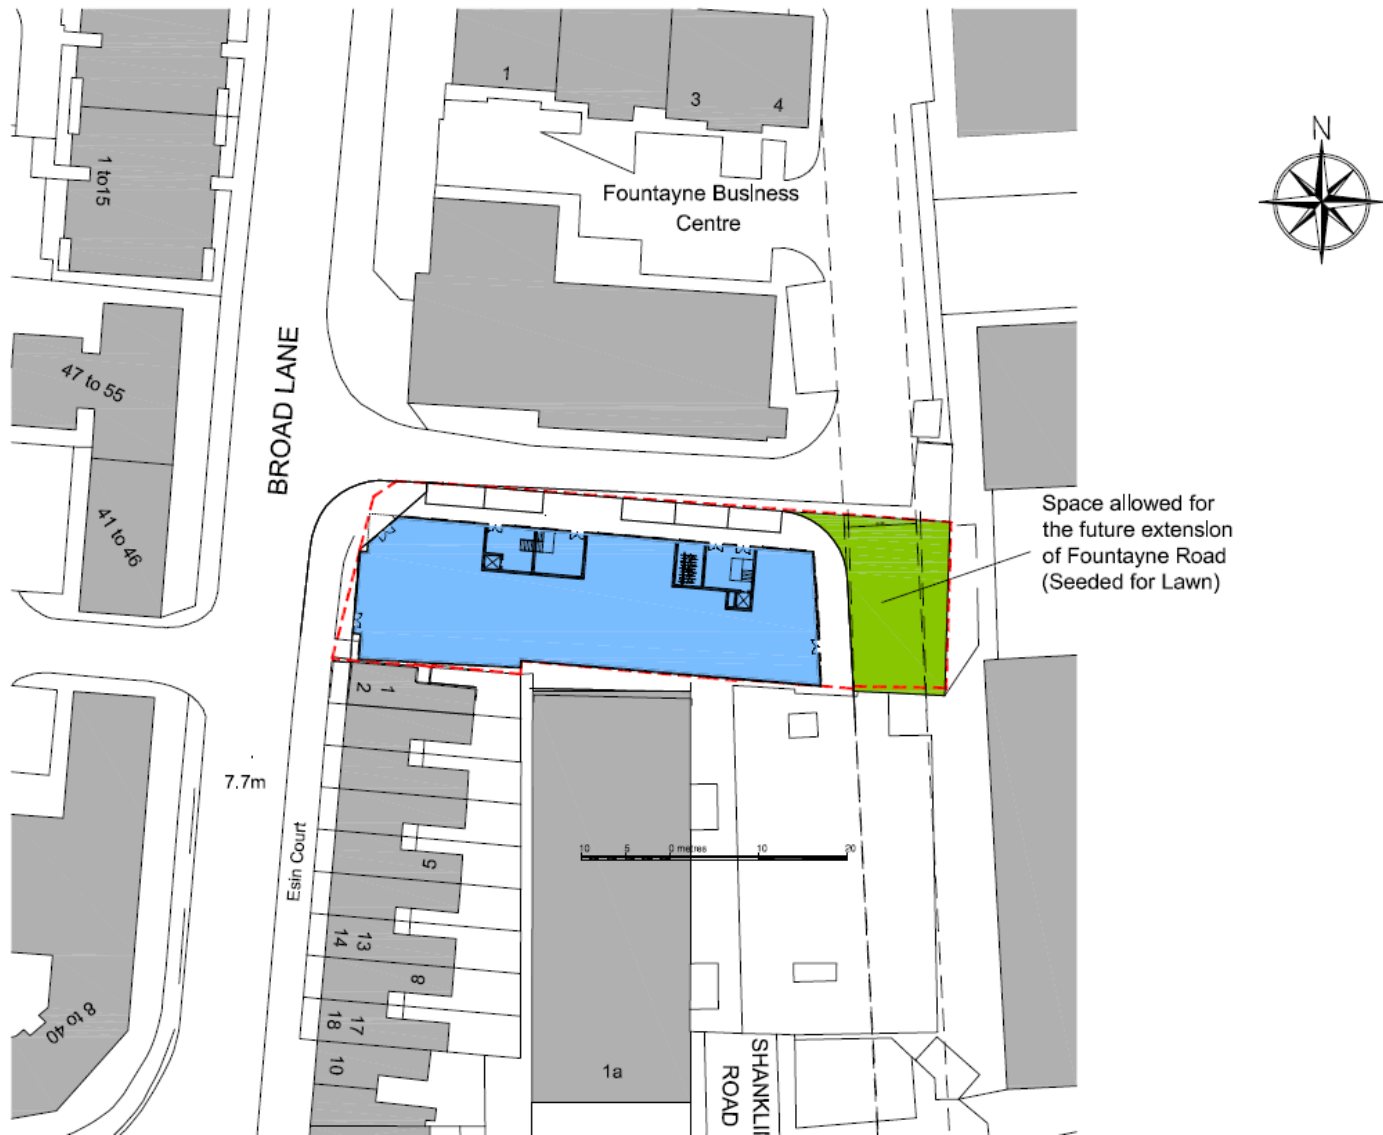 1
3
4
N
1 to15
Fountayne Business
Centre
47 to 55
BROAD LANE
41 to 46
Space allowed for
the future extension
of Fountayne Road
(Seeded for Lawn)
1
2
7.7m
Esin Court
10 5 0 metres 10 20
5
13
14
8
17
18
10
8 to 40
1a
SHANKLI
ROAD